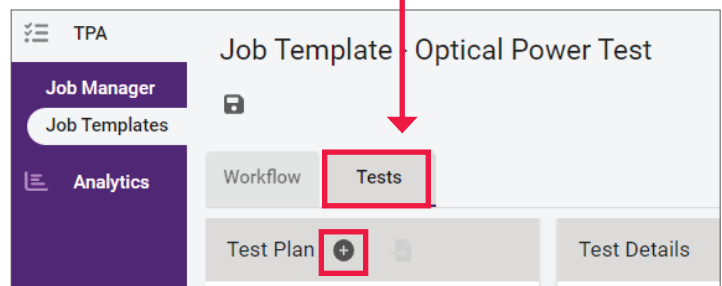 TPA
Job Manager
Job Templates
Analytics
Job Template - Optical Power Test
Workflow
Tests
Test Plan
Test Details